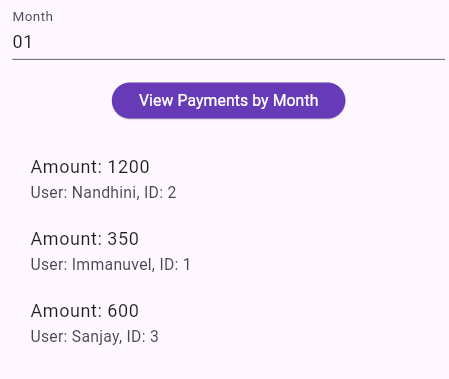 Month
01
View Payments by Month
Amount: 1200
User: Nandhini, ID: 2
Amount: 350
User: Immanuvel, ID: 1
Amount: 600
User: Sanjay, ID: 3